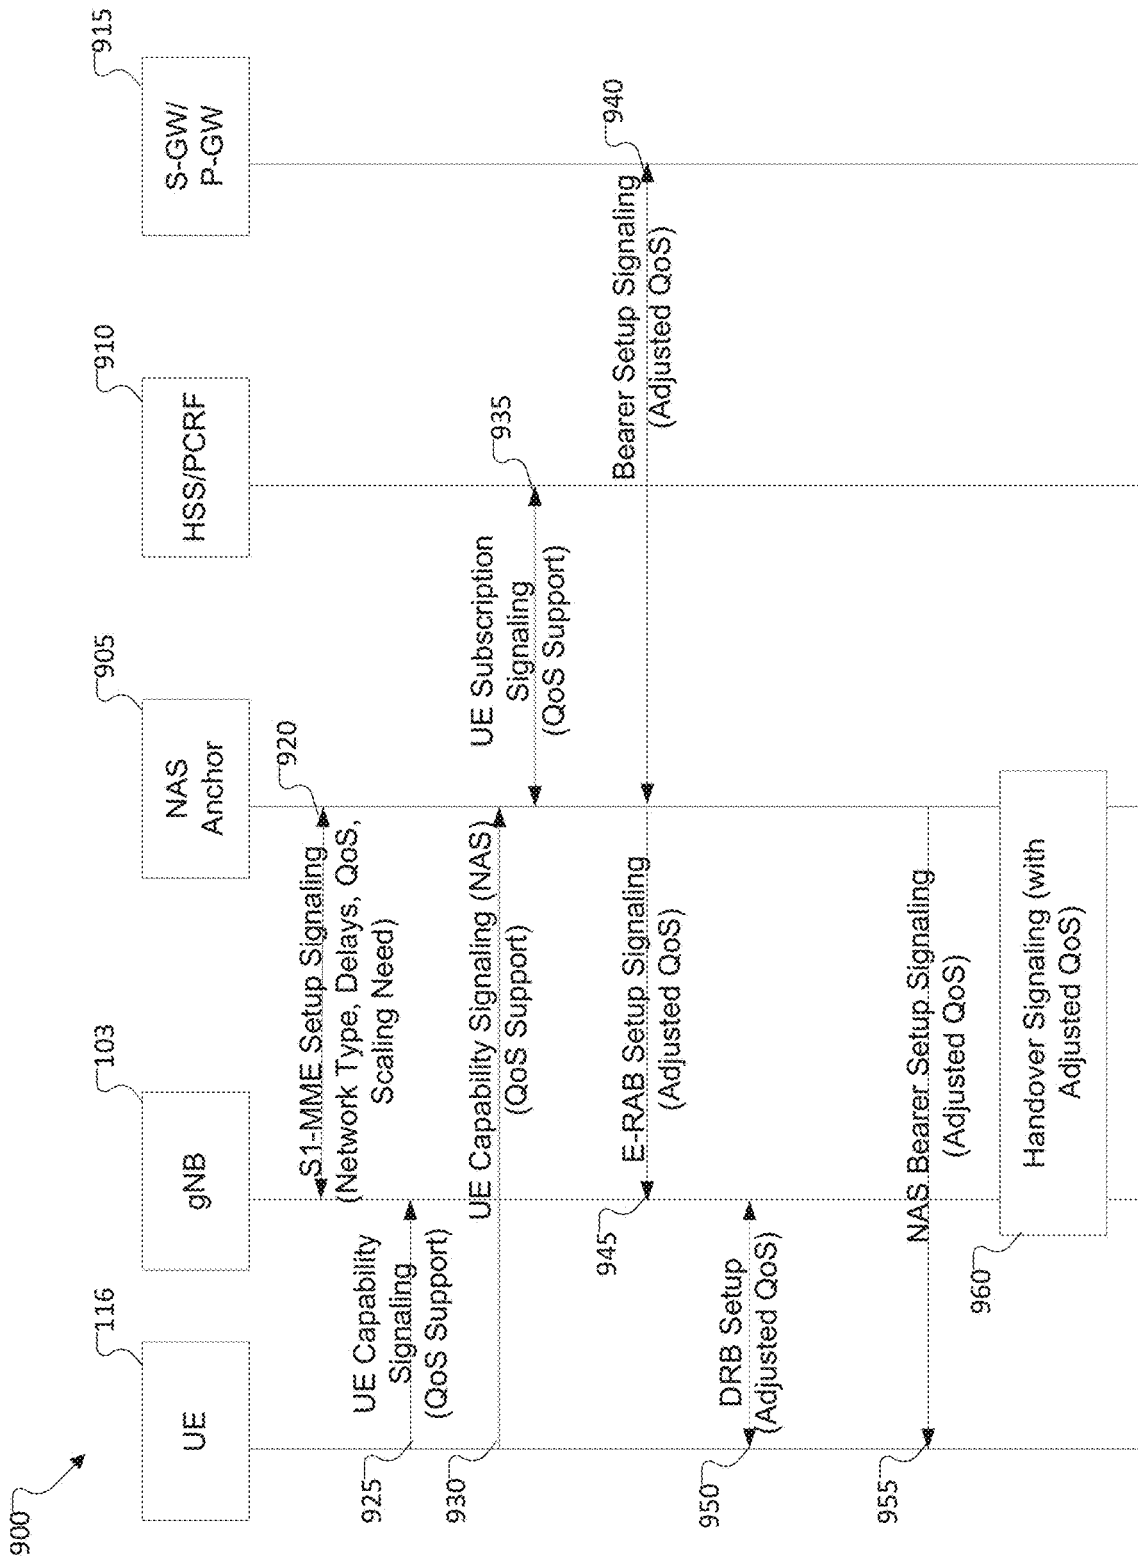 900
116
103
905
910
915
UE
gNB
NAS
Anchor
HSS/PCRF
S-GW/
P-GW
920
S1-MME Setup Signaling
(Network Type, Delays, QoS,
Scaling Need)
925
UE Capability
Signaling
(QoS Support)
930
UE Capability Signaling (NAS)
(QoS Support)
935
UE Subscription
Signaling
(QoS Support)
940
Bearer Setup Signaling
(Adjusted QoS)
945
E-RAB Setup Signaling
(Adjusted QoS)
950
DRB Setup
(Adjusted QoS)
955
NAS Bearer Setup Signaling
(Adjusted QoS)
960
Handover Signaling (with
Adjusted QoS)